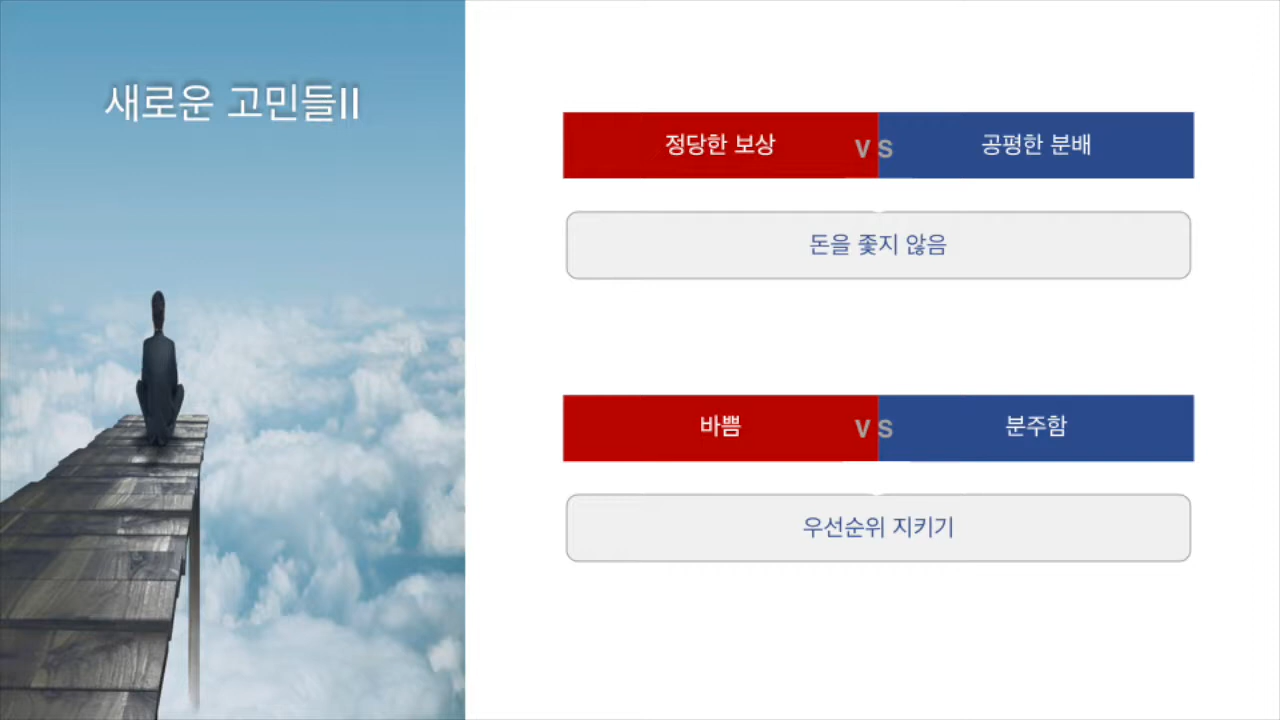 새로운 고민들II
정당한 보상 VS 공평한 분배
돈을 좇지 않음
바쁨 VS 분주함
우선순위 지키기